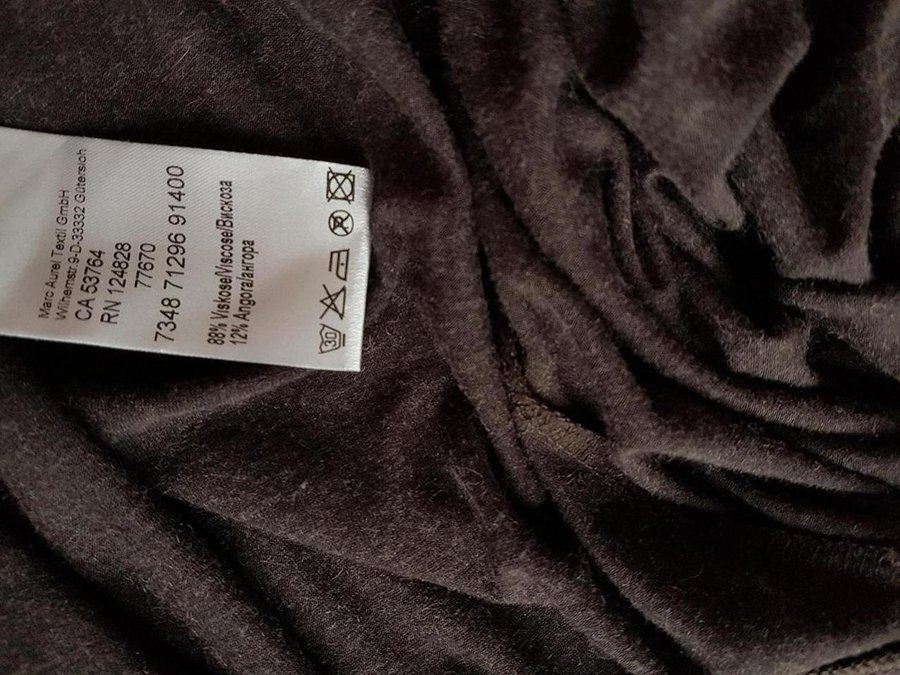 Marc Aurel Textil GmbH
Wilhelmstr.9-D-33332 Gütersloh
CA 53764
RN 124828
77670
7348 71296 91400
88% Viskose/Viscose/Вискоза
12% Angora/ангора
30